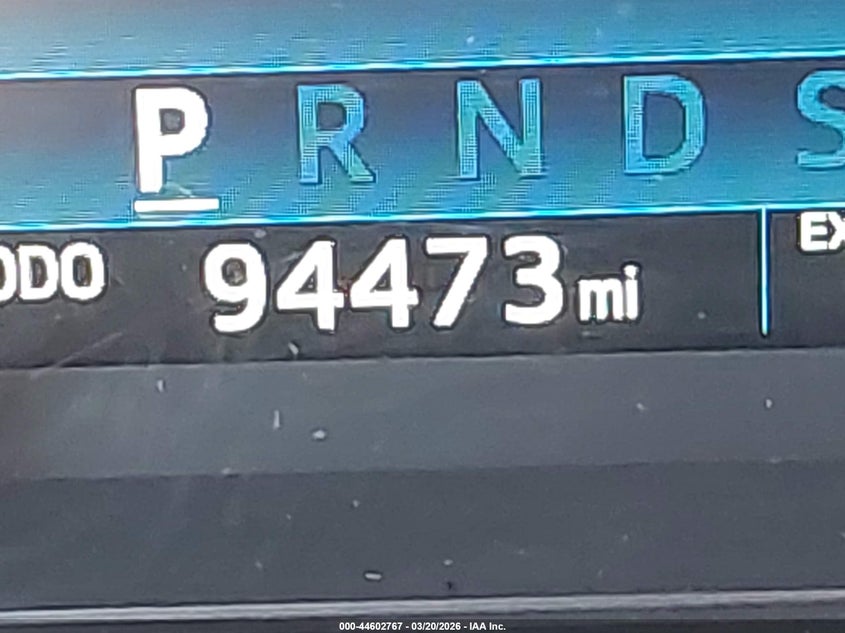 P R N D S
ODO 94473 mi
EX
000-44602767 - 03/20/2026 - IAA Inc.